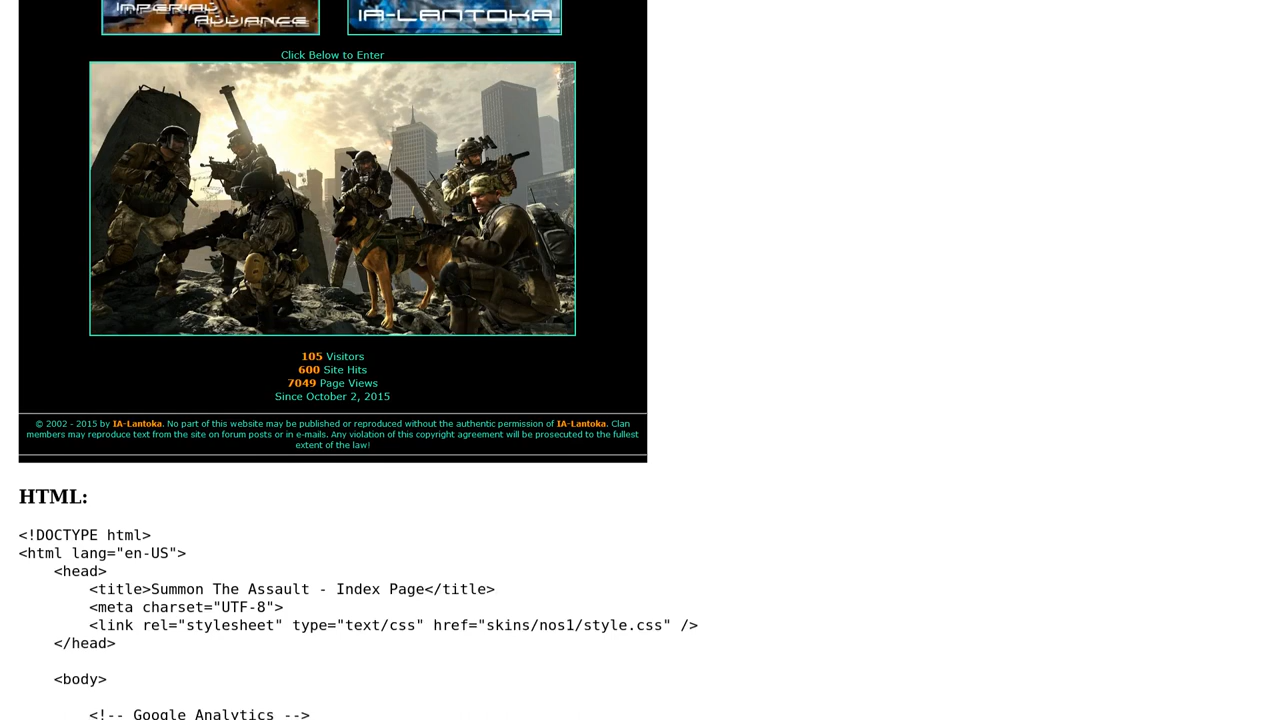 IMPERIAL
ALLIANCE
IA-LANTOKA
Click Below to Enter
105 Visitors
600 Site Hits
7049 Page Views
Since October 2, 2015
© 2002 - 2015 by IA-Lantoka. No part of this website may be published or reproduced without the authentic permission of IA-Lantoka. Clan
members may reproduce text from the site on forum posts or in e-mails. Any violation of this copyright agreement will be prosecuted to the fullest
extent of the law!
HTML:
<!DOCTYPE html>
<html lang="en-US">
    <head>
        <title>Summon The Assault - Index Page</title>
        <meta charset="UTF-8">
        <link rel="stylesheet" type="text/css" href="skins/nos1/style.css" />
    </head>
    <body>
        <!-- Google Analytics -->